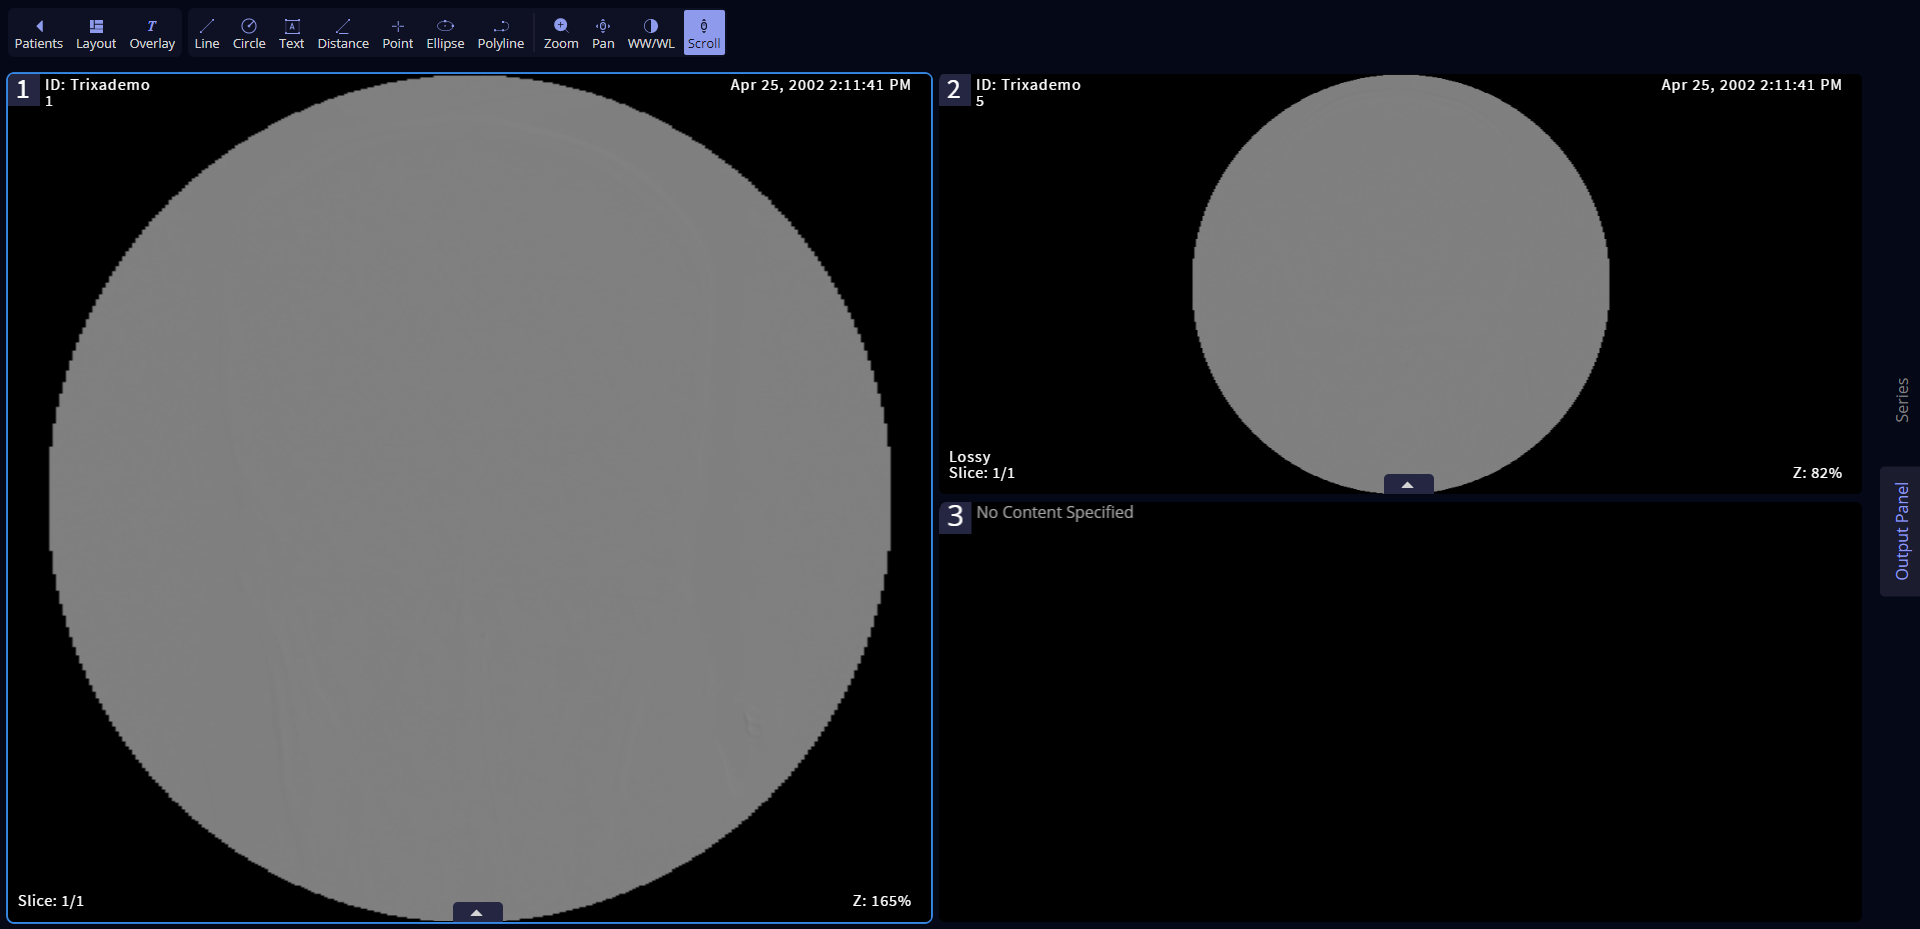 Patients Layout Overlay Line Circle Text Distance Point Ellipse Polyline Zoom Pan WW/WL Scroll
1 ID: Trixademo Apr 25, 2002 2:11:41 PM
1
Slice: 1/1 Z: 165%
2 ID: Trixademo Apr 25, 2002 2:11:41 PM
5
Lossy
Slice: 1/1 Z: 82%
3 No Content Specified
Series
Output Panel